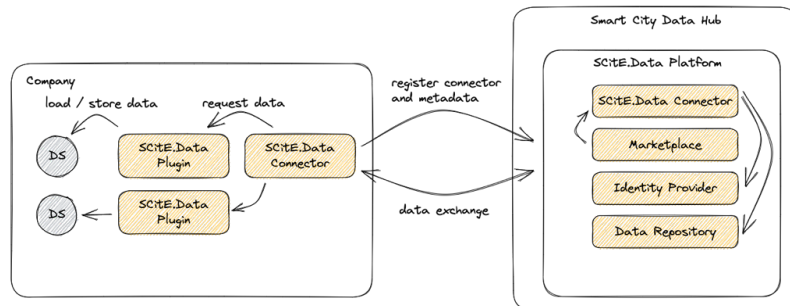 Smart City Data Hub
SCiTE.Data Platform
Company
load / store data
request data
register connector
and metadata
SCiTE.Data Connector
DS
SCiTE.Data
Plugin
SCiTE.Data
Connector
Marketplace
Identity Provider
DS
SCiTE.Data
Plugin
data exchange
Data Repository